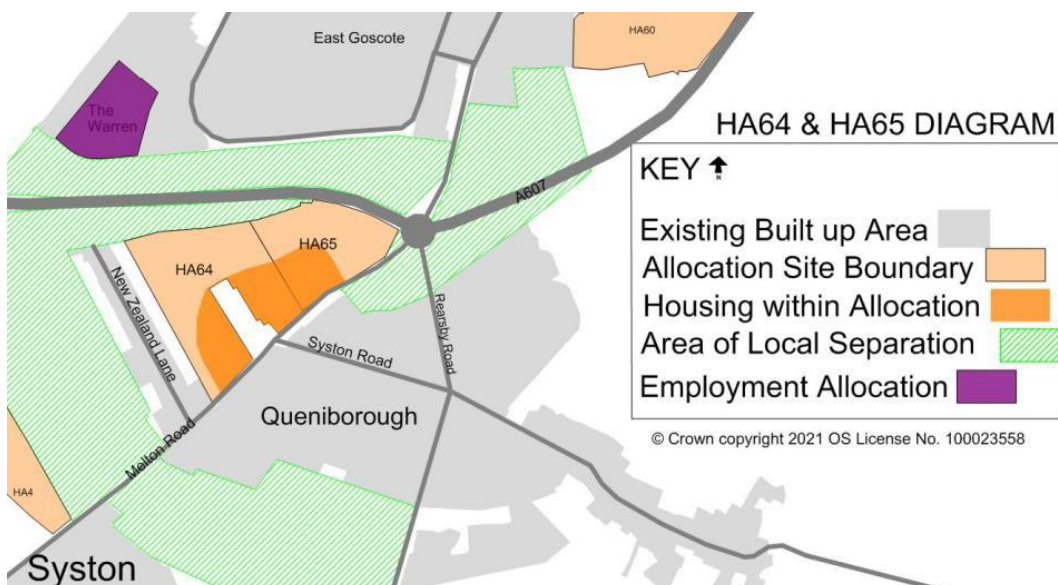 East Goscote
HA60
The
Warren
HA64 & HA65 DIAGRAM
KEY
N
A607
Existing Built up Area
HA65
HA64
Allocation Site Boundary
New Zealand Lane
Housing within Allocation
Rearsby Road
Syston Road
Area of Local Separation
Employment Allocation
Queniborough
Melton Road
© Crown copyright 2021 OS License No. 100023558
HA4
Syston